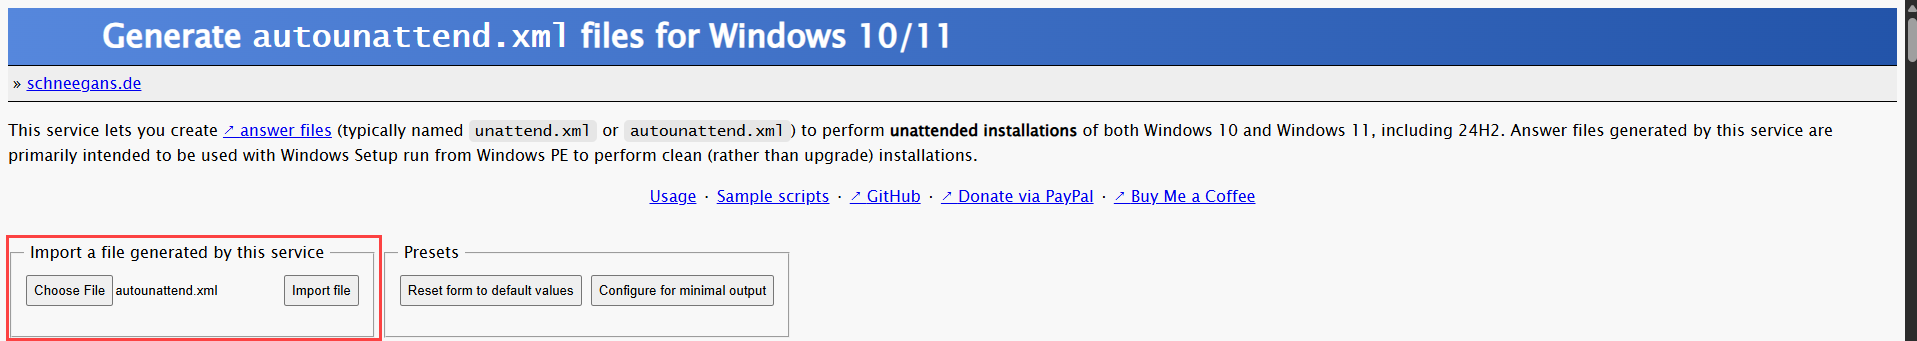 Generate autounattend.xml files for Windows 10/11
» schneegans.de
This service lets you create ↗ answer files (typically named unattend.xml or autounattend.xml) to perform unattended installations of both Windows 10 and Windows 11, including 24H2. Answer files generated by this service are
primarily intended to be used with Windows Setup run from Windows PE to perform clean (rather than upgrade) installations.
Usage · Sample scripts · ↗ GitHub · ↗ Donate via PayPal · ↗ Buy Me a Coffee
Import a file generated by this service
Choose File autounattend.xml Import file
Presets
Reset form to default values Configure for minimal output